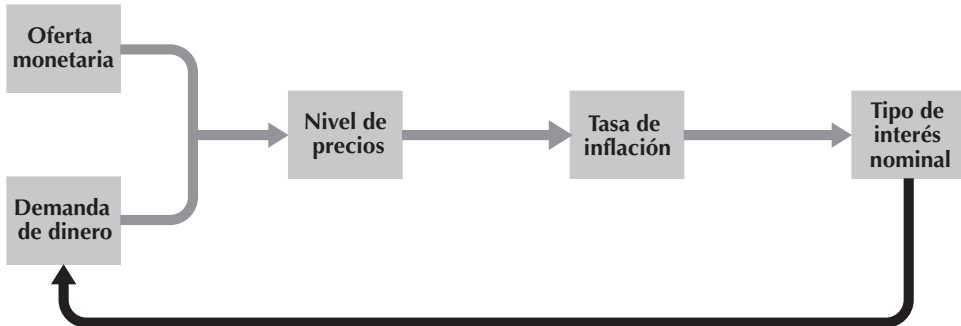 Oferta
monetaria
Demanda
de dinero
Nivel de
precios
Tasa de
inflación
Tipo de
interés
nominal